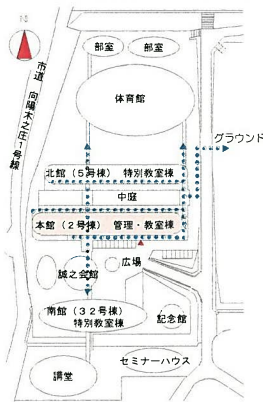 北
部室
部室
体育館
市道 向陽木之庄1号線
グラウンド
北館（5号棟） 特別教室棟
中庭
本館（2号棟） 管理・教室棟
誠之会館
広場
南館（32号棟）
特別教室棟
記念館
セミナーハウス
講堂